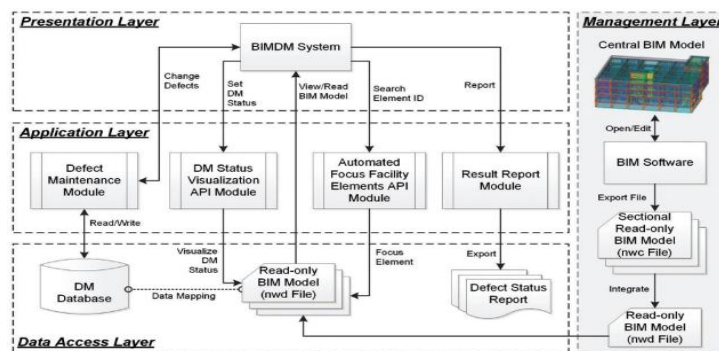 Presentation Layer
Management Layer
BIMDM System
Central BIM Model
Change
Defects
Set
DM
Status
View/Read
BIM Model
Search
Element ID
Report
Application Layer
Open/Edit
Defect
Maintenance
Module
DM Status
Visualization
API Module
Automated
Focus Facility
Elements API
Module
Result Report
Module
BIM Software
Export File
Read/Write
Sectional
Read-only
BIM Model
(nwc File)
Visualize
DM
Status
Focus
Element
Export
DM
Database
Data Mapping
Read-only
BIM Model
(nwd File)
Defect Status
Report
Integrate
Read-only
BIM Model
(nwd File)
Data Access Layer